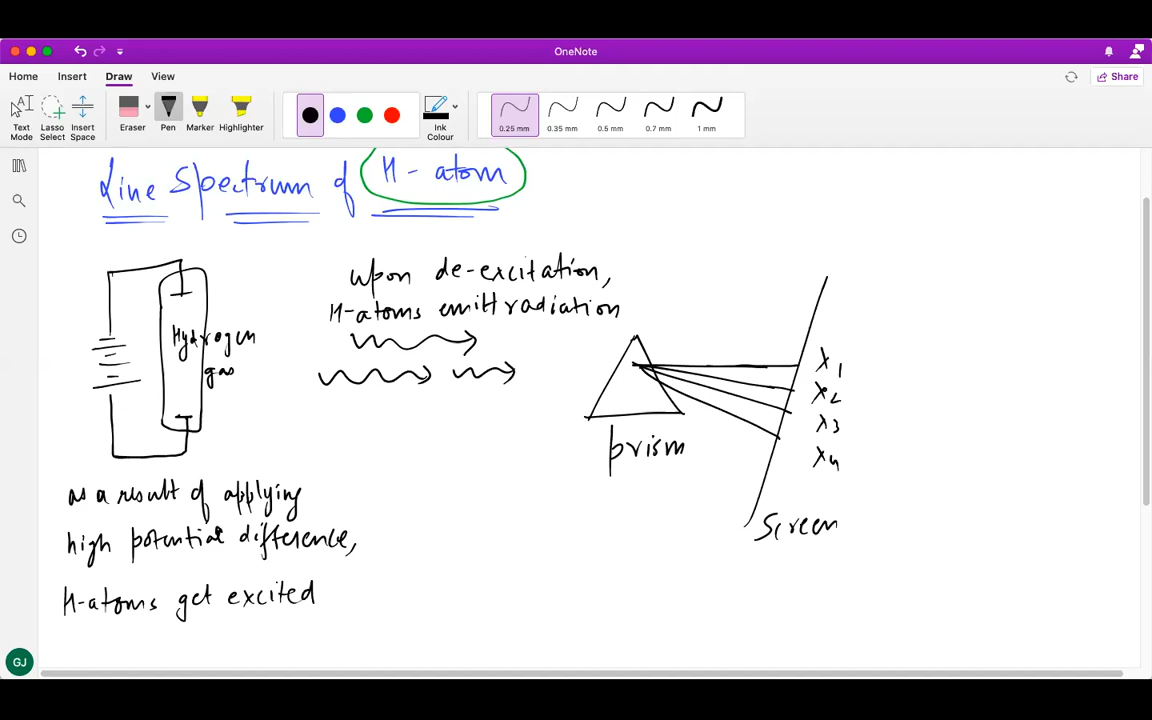 OneNote
Home Insert Draw View
Share
Text Mode
Lasso Select
Insert Space
Eraser
Pen
Marker
Highlighter
Ink Colour
0.25 mm
0.35 mm
0.5 mm
0.7 mm
1 mm
Line Spectrum of H-atom
upon de-excitation,
H-atoms emitt radiation
Hydrogen
gas
λ1
λ2
λ3
λ4
prism
Screen
as a result of applying
high potential difference,
H-atoms get excited
GJ